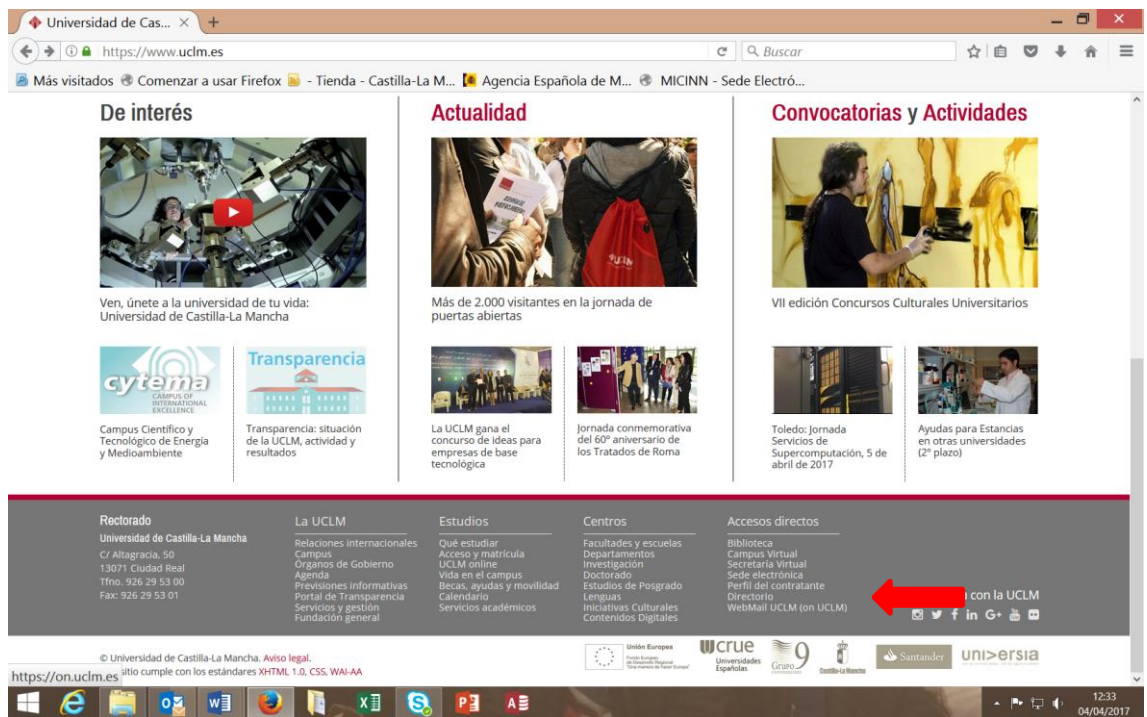 Universidad de Cas...
https://www.uclm.es
Buscar
Más visitados
Comenzar a usar Firefox
- Tienda - Castilla-La M...
Agencia Española de M...
MICINN - Sede Electró...
De interés
Ven, únete a la universidad de tu vida:
Universidad de Castilla-La Mancha
cytema
CAMPUS OF
INTERNATIONAL
EXCELLENCE
Campus Científico y
Tecnológico de Energía
y Medioambiente
Transparencia
Transparencia: situación
de la UCLM, actividad y
resultados
Actualidad
Más de 2.000 visitantes en la jornada de
puertas abiertas
La UCLM gana el
concurso de ideas para
empresas de base
tecnológica
Jornada conmemorativa
del 60º aniversario de
los Tratados de Roma
Convocatorias y Actividades
VII edición Concursos Culturales Universitarios
Toledo: Jornada
Servicios de
Supercomputación, 5 de
abril de 2017
Ayudas para Estancias
en otras universidades
(2º plazo)
Rectorado
Universidad de Castilla-La Mancha
C/ Altagracia, 50
13071 Ciudad Real
Tfno. 926 29 53 00
Fax: 926 29 53 01
La UCLM
Relaciones internacionales
Campus
Órganos de Gobierno
Agenda
Previsiones informativas
Portal de Transparencia
Servicios y gestión
Fundación general
Estudios
Qué estudiar
Acceso y matrícula
UCLM online
Vida en el campus
Becas, ayudas y movilidad
Calendario
Servicios académicos
Centros
Facultades y escuelas
Departamentos
Investigación
Doctorado
Estudios de Posgrado
Lenguas
Iniciativas Culturales
Contenidos Digitales
Accesos directos
Biblioteca
Campus Virtual
Secretaría Virtual
Sede electrónica
Perfil del contratante
Directorio
WebMail UCLM (on UCLM)
con la UCLM
© Universidad de Castilla-La Mancha. Aviso legal.
sitio cumple con los estándares XHTML 1.0, CSS, WAI-AA
https://on.uclm.es
Unión Europea
Fondo Europeo
de Desarrollo Regional
"Una manera de hacer Europa"
crue
Universidades
Españolas
Grupo 9
Castilla-La Mancha
Santander
uni>ersia
12:33
04/04/2017